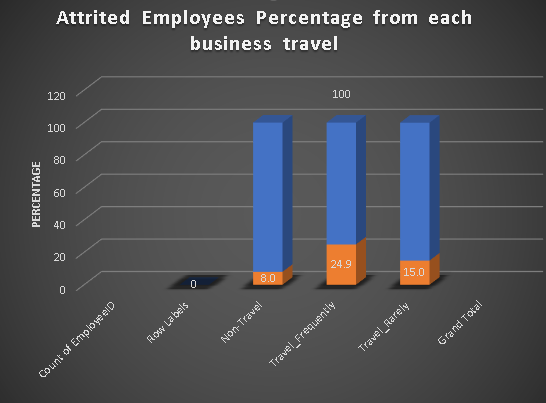 Attrited Employees Percentage from each
business travel
PERCENTAGE
120
100
80
60
40
20
0
100
0
8.0
24.9
15.0
Count of EmployeeID
Row Labels
Non-Travel
Travel_Frequently
Travel_Rarely
Grand Total